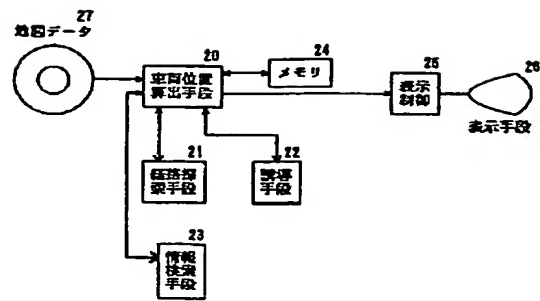 27
地図データ
20
車両位置
算出手段
24
メモリ
25
表示
制御
26
表示手段
21
経路探
索手段
22
誘導
手段
23
情報
検索
手段